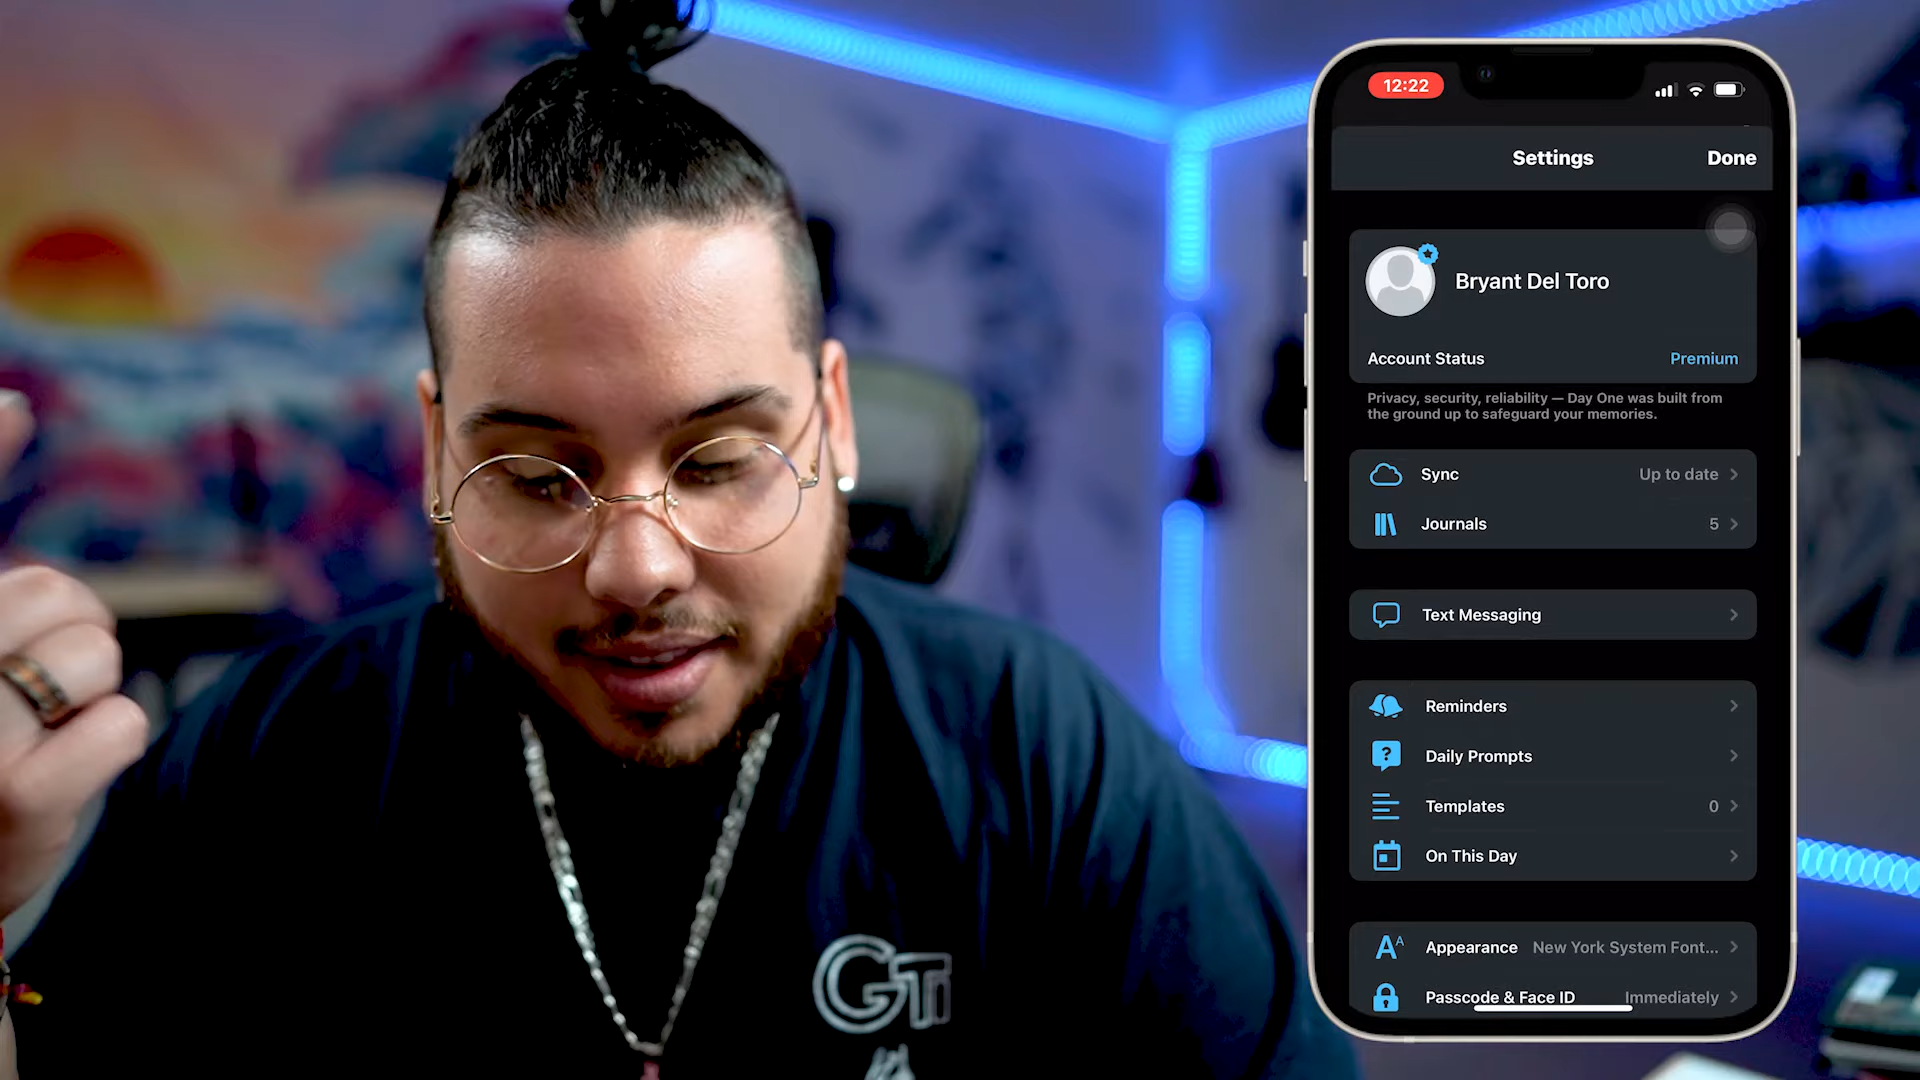 12:22
Settings
Done
Bryant Del Toro
Account Status
Premium
Privacy, security, reliability — Day One was built from
the ground up to safeguard your memories.
Sync
Up to date
Journals
5
Text Messaging
Reminders
?
Daily Prompts
Templates
0
On This Day
AA
Appearance
New York System Font...
Passcode & Face ID
Immediately
GTi